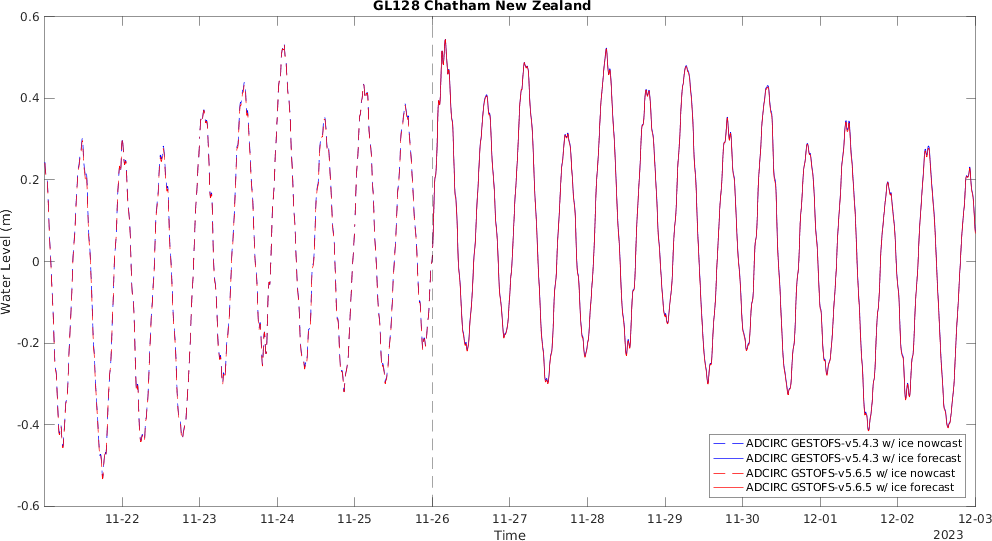 GL128 Chatham New Zealand
0.6
0.4
0.2
0
-0.2
-0.4
-0.6
Water Level (m)
ADCIRC GESTOFS-v5.4.3 w/ ice nowcast
ADCIRC GESTOFS-v5.4.3 w/ ice forecast
ADCIRC GSTOFS-v5.6.5 w/ ice nowcast
ADCIRC GSTOFS-v5.6.5 w/ ice forecast
11-22 11-23 11-24 11-25 11-26 11-27 11-28 11-29 11-30 12-01 12-02 12-03
Time
2023